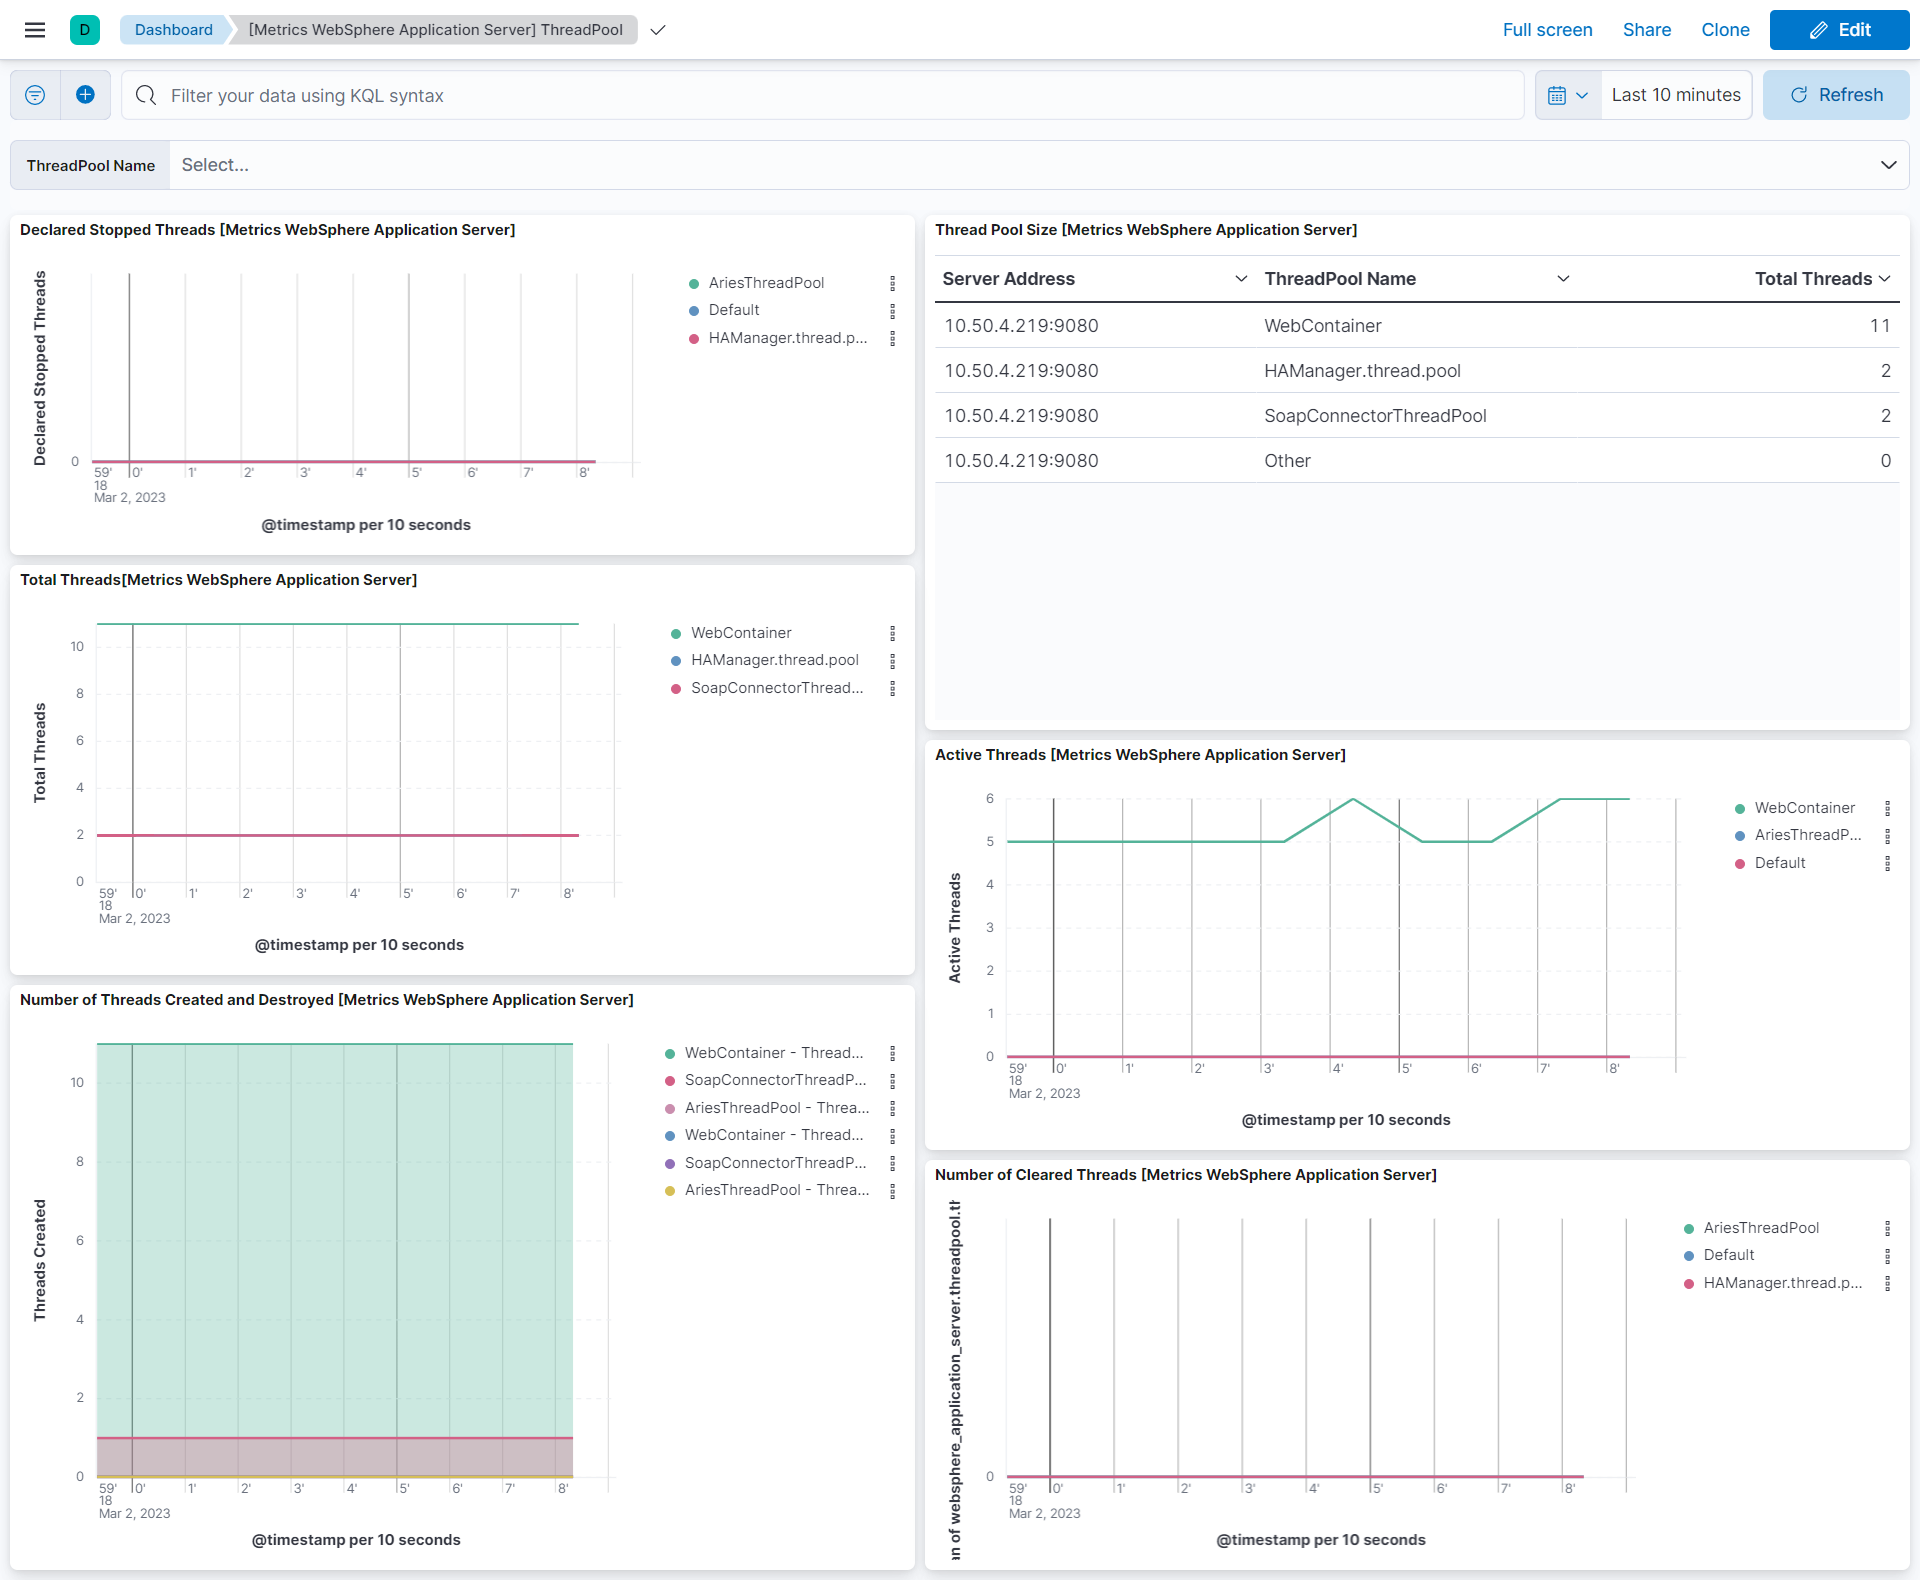 D Dashboard [Metrics WebSphere Application Server] ThreadPool Full screen Share Clone Edit
Filter your data using KQL syntax Last 10 minutes Refresh
ThreadPool Name Select...
Declared Stopped Threads [Metrics WebSphere Application Server]
Declared Stopped Threads
0
59' 0' 1' 2' 3' 4' 5' 6' 7' 8'
18
Mar 2, 2023
@timestamp per 10 seconds
AriesThreadPool
Default
HAManager.thread.p...
Thread Pool Size [Metrics WebSphere Application Server]
Server Address ThreadPool Name Total Threads
10.50.4.219:9080 WebContainer 11
10.50.4.219:9080 HAManager.thread.pool 2
10.50.4.219:9080 SoapConnectorThreadPool 2
10.50.4.219:9080 Other 0
Total Threads[Metrics WebSphere Application Server]
Total Threads
10
8
6
4
2
0
59' 0' 1' 2' 3' 4' 5' 6' 7' 8'
18
Mar 2, 2023
@timestamp per 10 seconds
WebContainer
HAManager.thread.pool
SoapConnectorThread...
Active Threads [Metrics WebSphere Application Server]
Active Threads
6
5
4
3
2
1
0
59' 0' 1' 2' 3' 4' 5' 6' 7' 8'
18
Mar 2, 2023
@timestamp per 10 seconds
WebContainer
AriesThreadP...
Default
Number of Threads Created and Destroyed [Metrics WebSphere Application Server]
Threads Created
10
8
6
4
2
0
59' 0' 1' 2' 3' 4' 5' 6' 7' 8'
18
Mar 2, 2023
@timestamp per 10 seconds
WebContainer - Thread...
SoapConnectorThreadP...
AriesThreadPool - Threa...
WebContainer - Thread...
SoapConnectorThreadP...
AriesThreadPool - Threa...
Number of Cleared Threads [Metrics WebSphere Application Server]
of websphere_application_server.threadpool.th
0
59' 0' 1' 2' 3' 4' 5' 6' 7' 8'
18
Mar 2, 2023
@timestamp per 10 seconds
AriesThreadPool
Default
HAManager.thread.p...